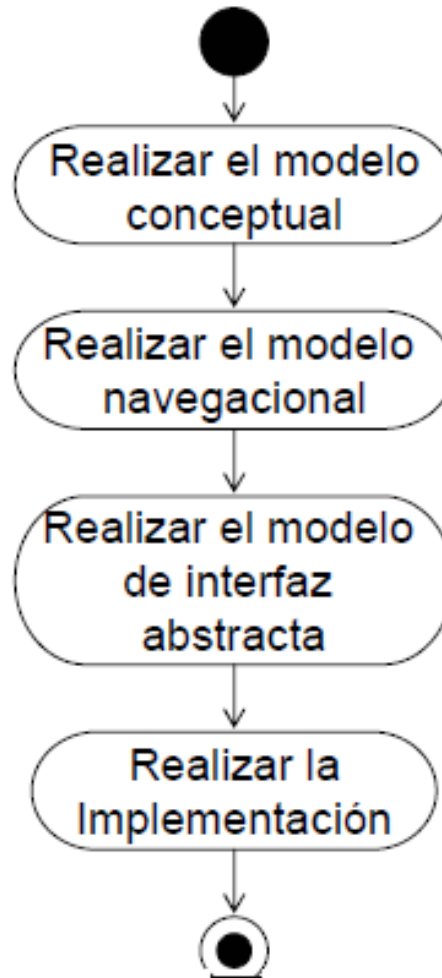 Realizar el modelo
conceptual
Realizar el modelo
navegacional
Realizar el modelo
de interfaz
abstracta
Realizar la
Implementación